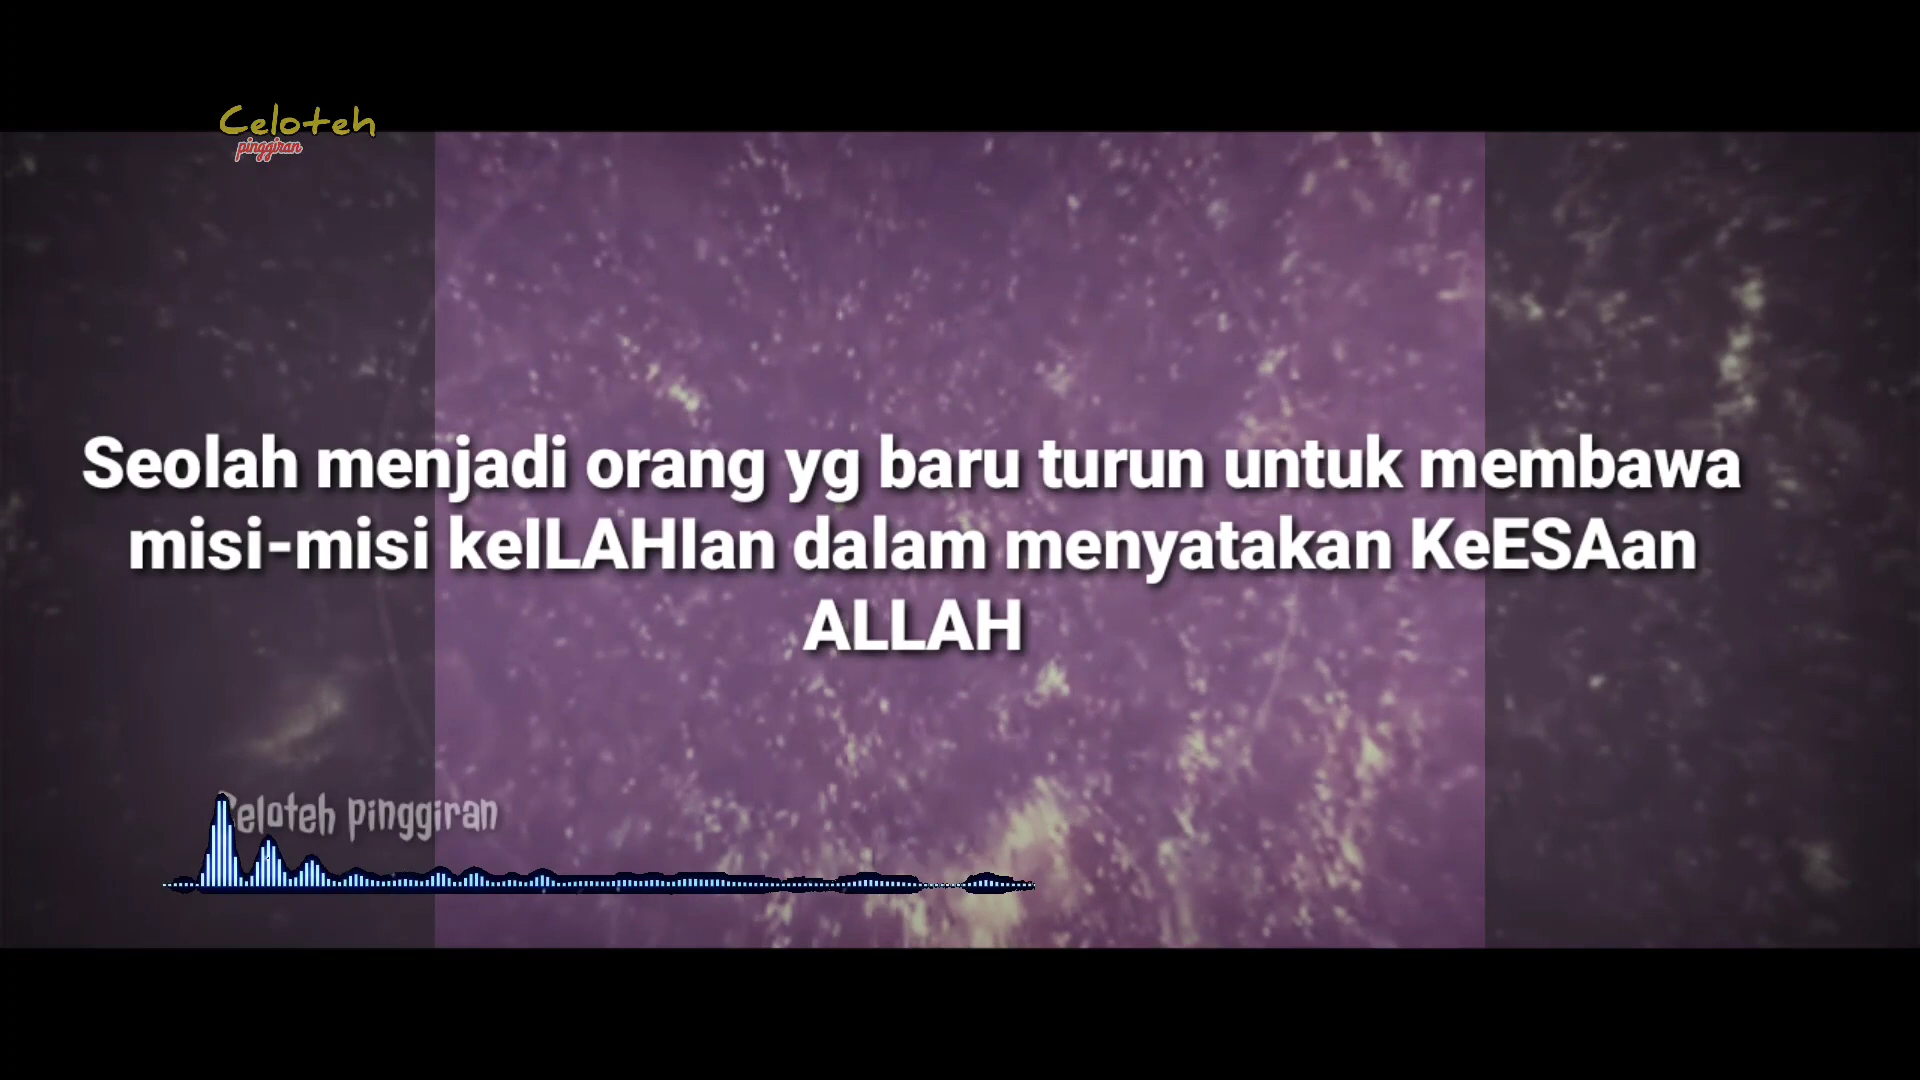 Celoteh
pinggiran
Seolah menjadi orang yg baru turun untuk membawa
misi-misi keILAHIan dalam menyatakan KeESAan
ALLAH
Celoteh pinggiran